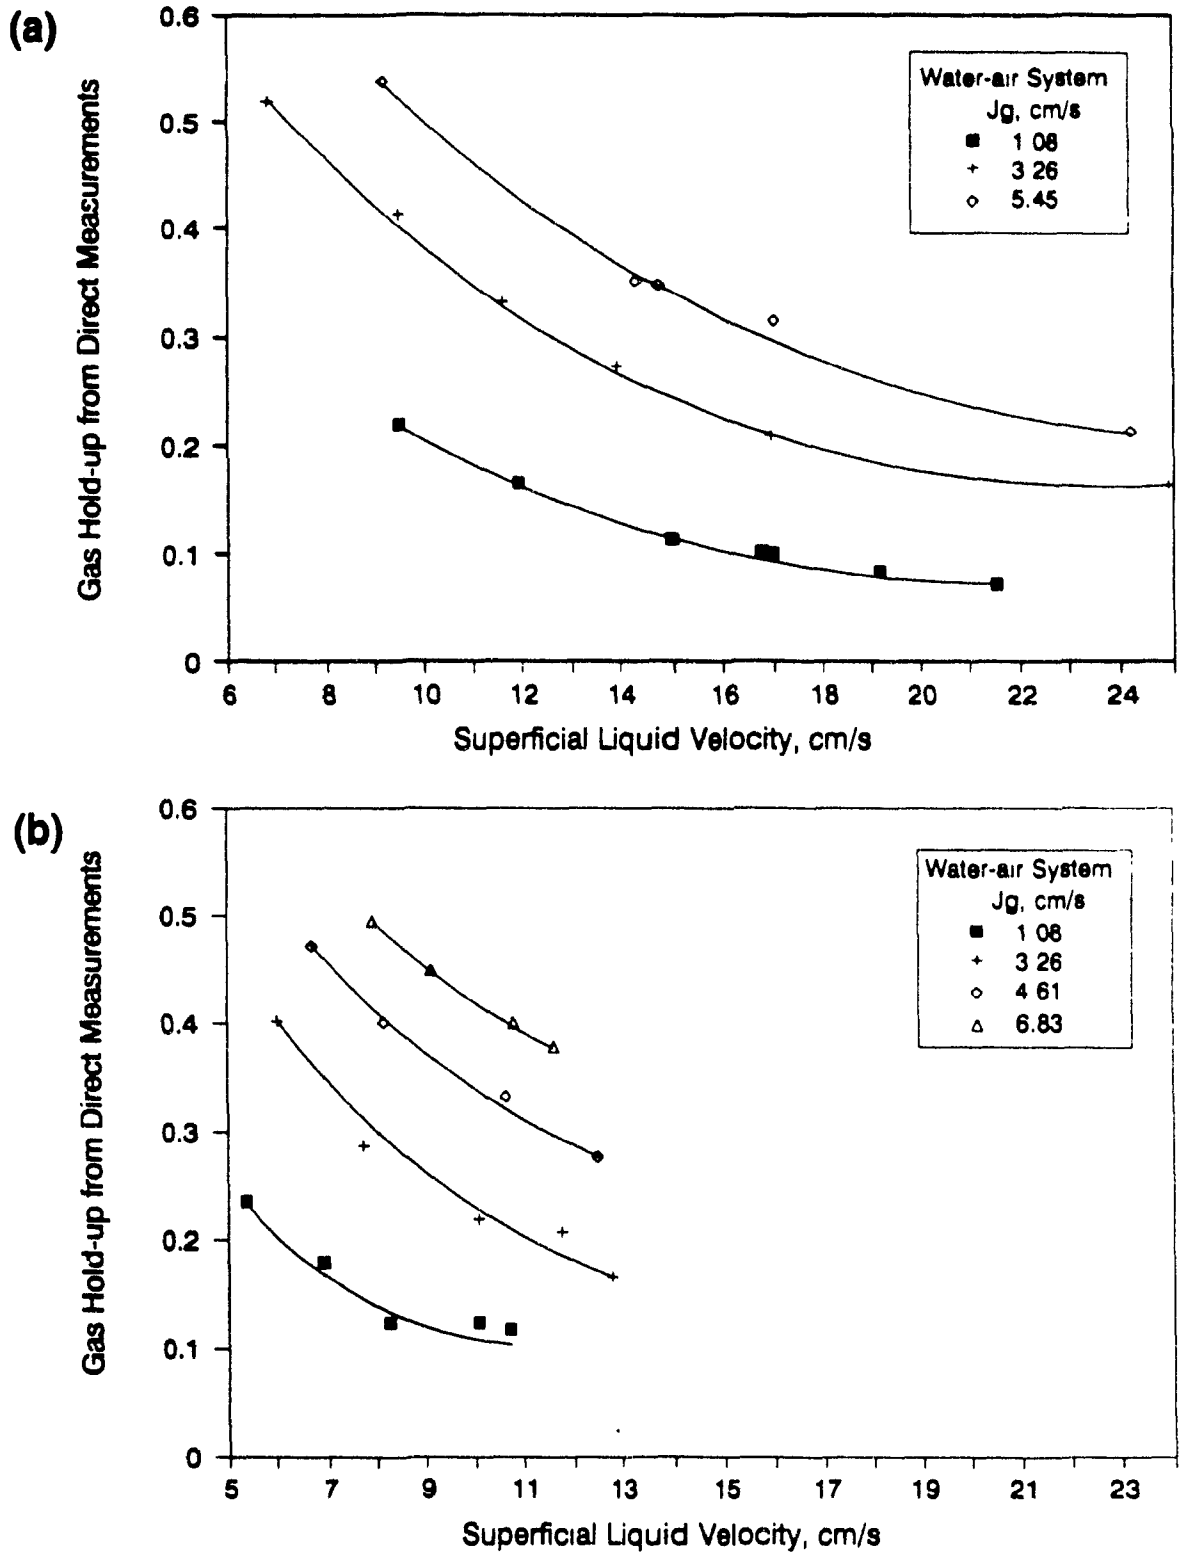 (a)
Gas Hold-up from Direct Measurements
0.6
0.5
0.4
0.3
0.2
0.1
0
Water-air System
Jg, cm/s
1 08
3 26
5.45
6 8 10 12 14 16 18 20 22 24
Superficial Liquid Velocity, cm/s
(b)
Gas Hold-up from Direct Measurements
0.6
0.5
0.4
0.3
0.2
0.1
0
Water-air System
Jg, cm/s
1 08
3 26
4 61
6.83
5 7 9 11 13 15 17 19 21 23
Superficial Liquid Velocity, cm/s